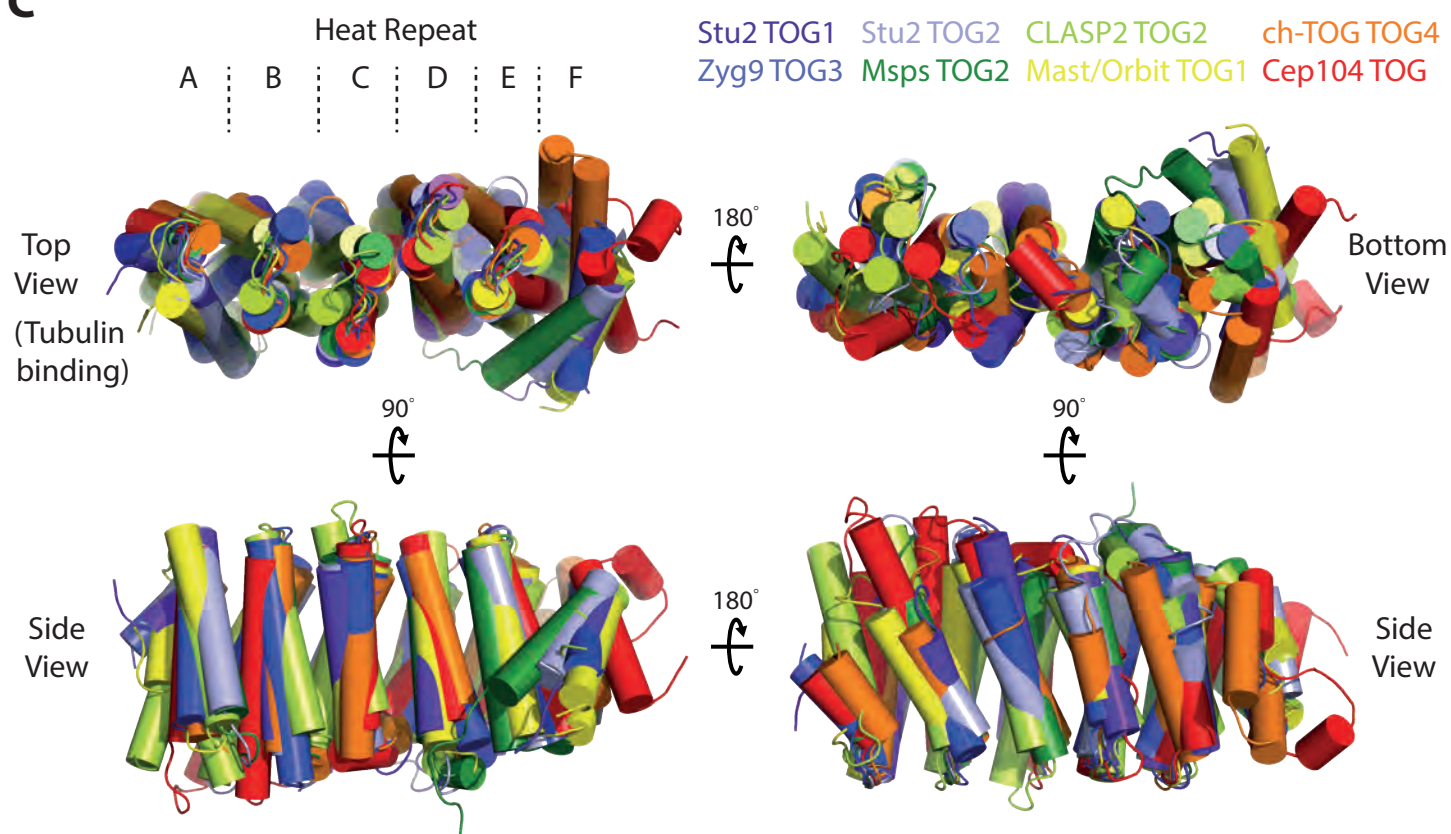 C
Heat Repeat
A B C D E F
Stu2 TOG1 Stu2 TOG2 CLASP2 TOG2 ch-TOG TOG4
Zyg9 TOG3 Msps TOG2 Mast/Orbit TOG1 Cep104 TOG
Top
View
(Tubulin
binding)
180°
Bottom
View
90°
90°
Side
View
180°
Side
View